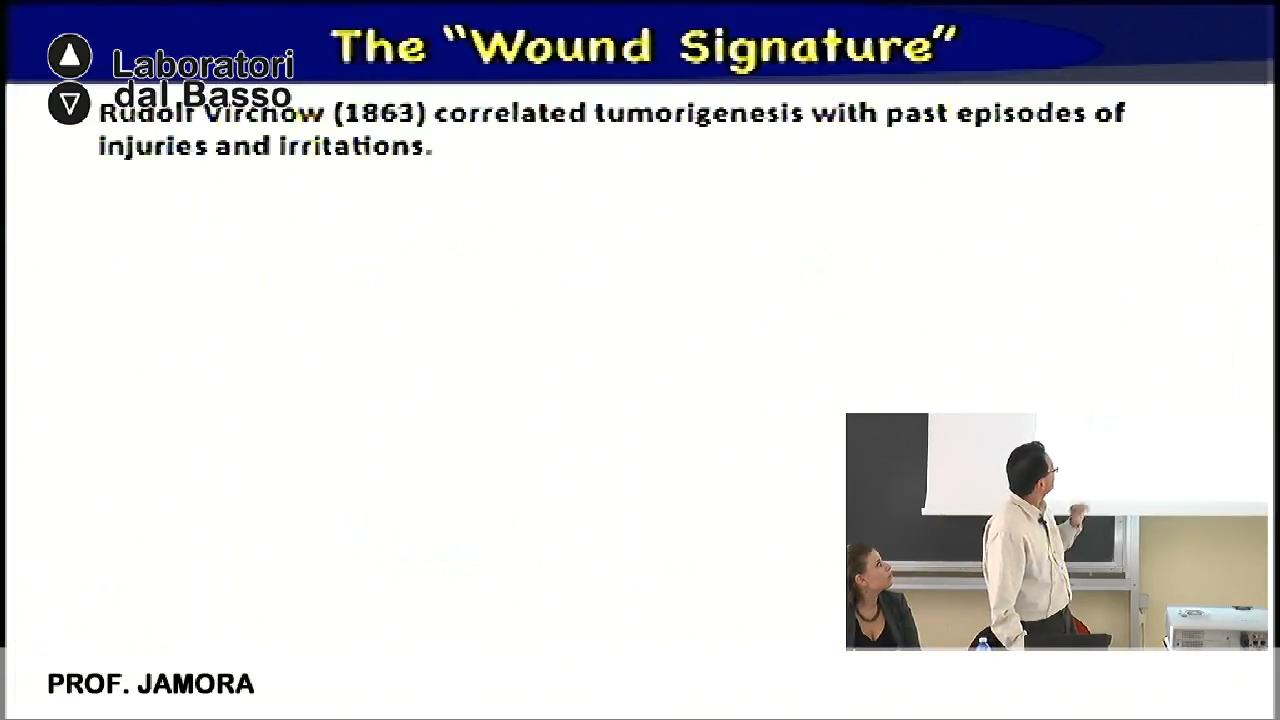 The “Wound Signature”
Laboratori
dal Basso
Rudolf Virchow (1863) correlated tumorigenesis with past episodes of
injuries and irritations.
PROF. JAMORA